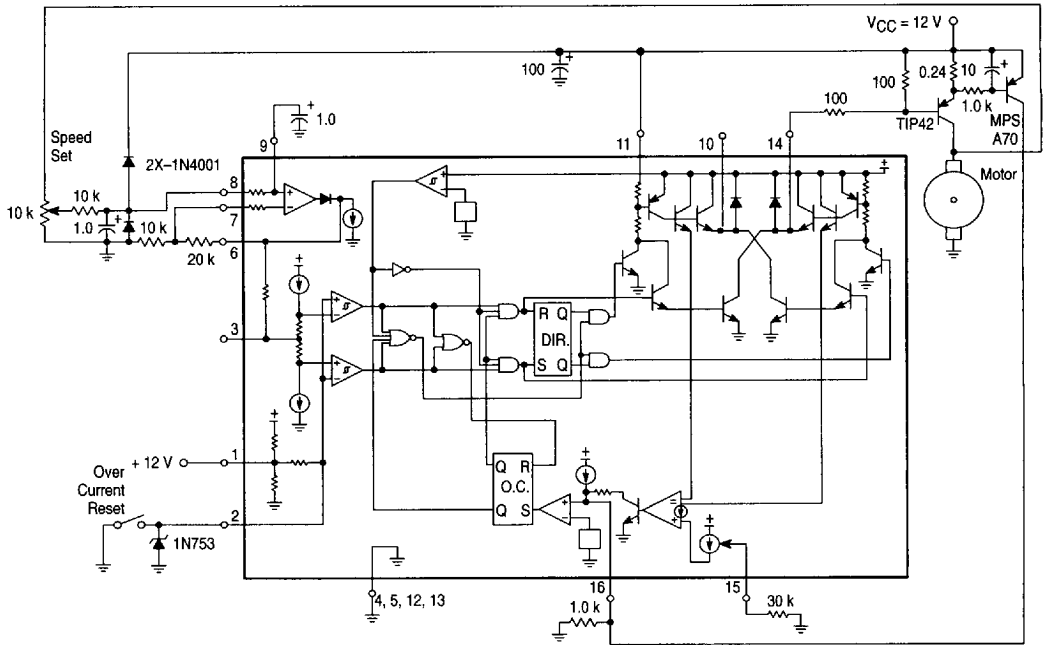 VCC = 12 V
+
100
100
0.24
10
+
1.0 k
100
TIP42
MPS
A70
Motor
+
1.0
9
11
10
14
Speed
Set
2X–1N4001
10 k
10 k
+
1.0
10 k
20 k
8
7
6
+
–
+
3
+
+
–
+
–
R Q
DIR.
S Q
+
–
+
+ 12 V
1
+
Over
Current
Reset
2
1N753
Q R
O.C.
Q S
+
+
–
=
+
+
4, 5, 12, 13
16
15
1.0 k
30 k